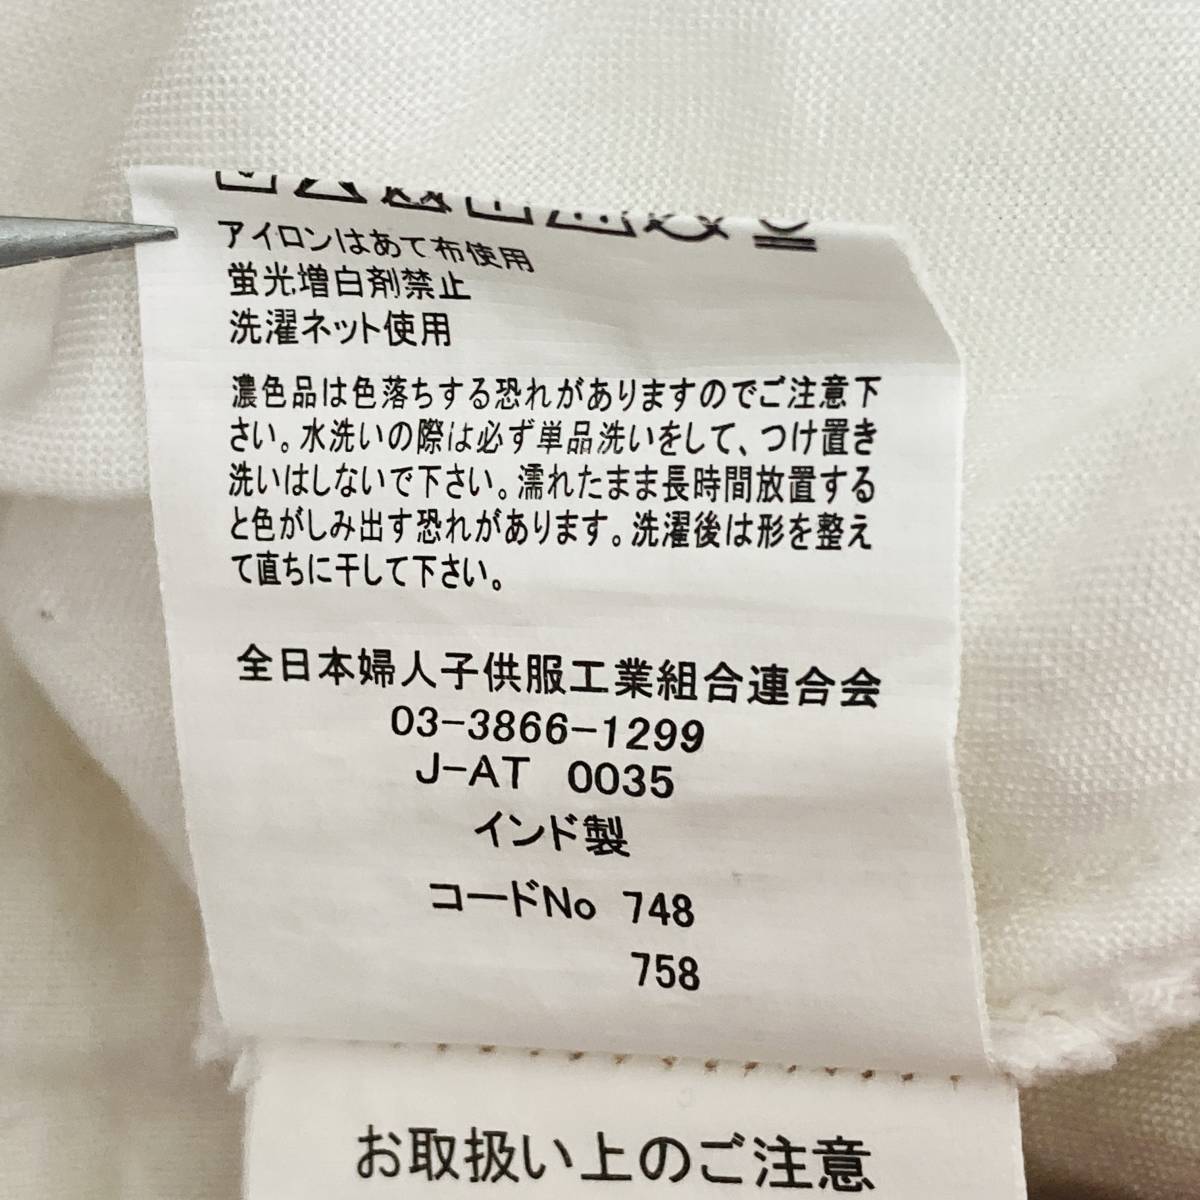 アイロンはあて布使用
蛍光増白剤禁止
洗濯ネット使用
濃色品は色落ちする恐れがありますのでご注意下
さい。水洗いの際は必ず単品洗いをして、つけ置き
洗いはしないで下さい。濡れたまま長時間放置する
と色がしみ出す恐れがあります。洗濯後は形を整え
て直ちに干して下さい。
全日本婦人子供服工業組合連合会
03-3866-1299
J-AT 0035
インド製
コードNo 748
758
お取扱い上のご注意